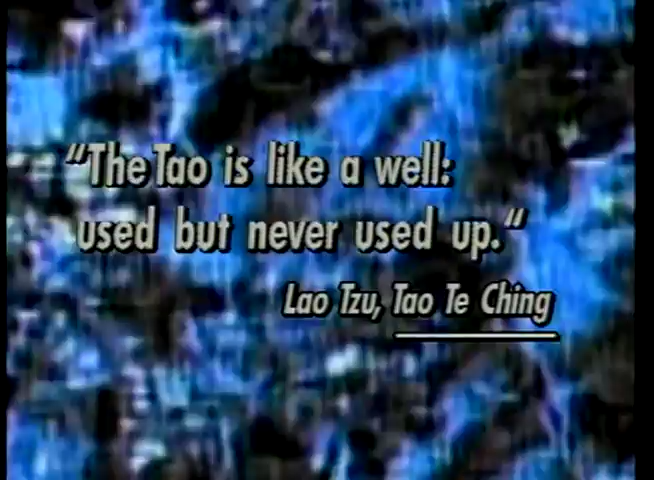 “The Tao is like a well:
used but never used up.“
Lao Tzu, Tao Te Ching